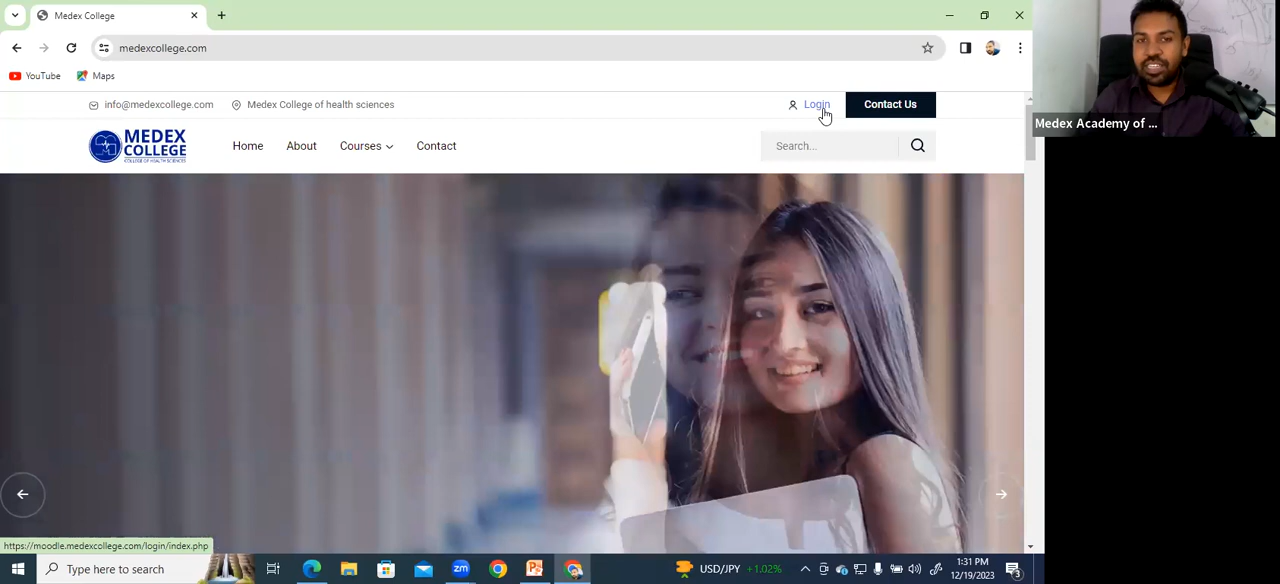 Medex College
medexcollege.com
YouTube
Maps
info@medexcollege.com
Medex College of health sciences
Login
Contact Us
MEDEX
COLLEGE
COLLEGE OF HEALTH SCIENCES
Home
About
Courses
Contact
Search...
Medex Academy of ...
https://moodle.medexcollege.com/login/index.php
Type here to search
zm
USD/JPY
+1.02%
1:31 PM
12/19/2023
3